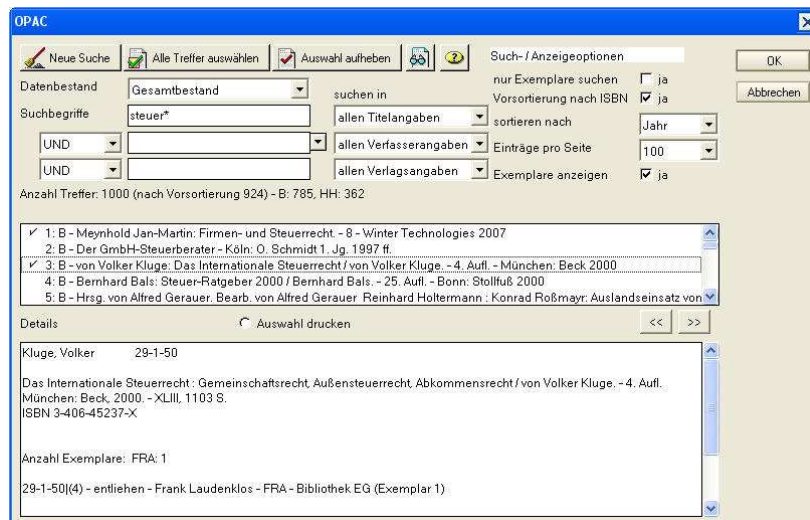 OPAC
Neue Suche Alle Treffer auswählen Auswahl aufheben
Such- / Anzeigeoptionen
OK
Abbrechen
nur Exemplare suchen ja
Vorsortierung nach ISBN ja
sortieren nach Jahr
Einträge pro Seite 100
Exemplare anzeigen ja
Datenbestand Gesamtbestand suchen in
Suchbegriffe steuer* allen Titelangaben
UND allen Verfasserangaben
UND allen Verlagsangaben
Anzahl Treffer: 1000 (nach Vorsortierung 924) - B: 785, HH: 362
1: B - Meynhold Jan-Martin: Firmen- und Steuerrecht. - 8 - Winter Technologies 2007
2: B - Der GmbH-Steuerberater - Köln: O. Schmidt 1. Jg. 1997 ff.
3: B - von Volker Kluge: Das Internationale Steuerrecht / von Volker Kluge. - 4. Aufl. - München: Beck 2000
4: B - Bernhard Bals: Steuer-Ratgeber 2000 / Bernhard Bals. - 25. Aufl. - Bonn: Stollfuß 2000
5: B - Hrsg. von Alfred Gerauer. Bearb. von Alfred Gerauer Reinhard Holtermann : Konrad Roßmayr: Auslandseinsatz von
Details Auswahl drucken << >>
Kluge, Volker 29-1-50
Das Internationale Steuerrecht : Gemeinschaftsrecht, Außensteuerrecht, Abkommensrecht / von Volker Kluge. - 4. Aufl.
München: Beck, 2000. - XLIII, 1103 S.
ISBN 3-406-45237-X
Anzahl Exemplare: FRA: 1
29-1-50|(4) - entliehen - Frank Laudenklos - FRA - Bibliothek EG (Exemplar 1)